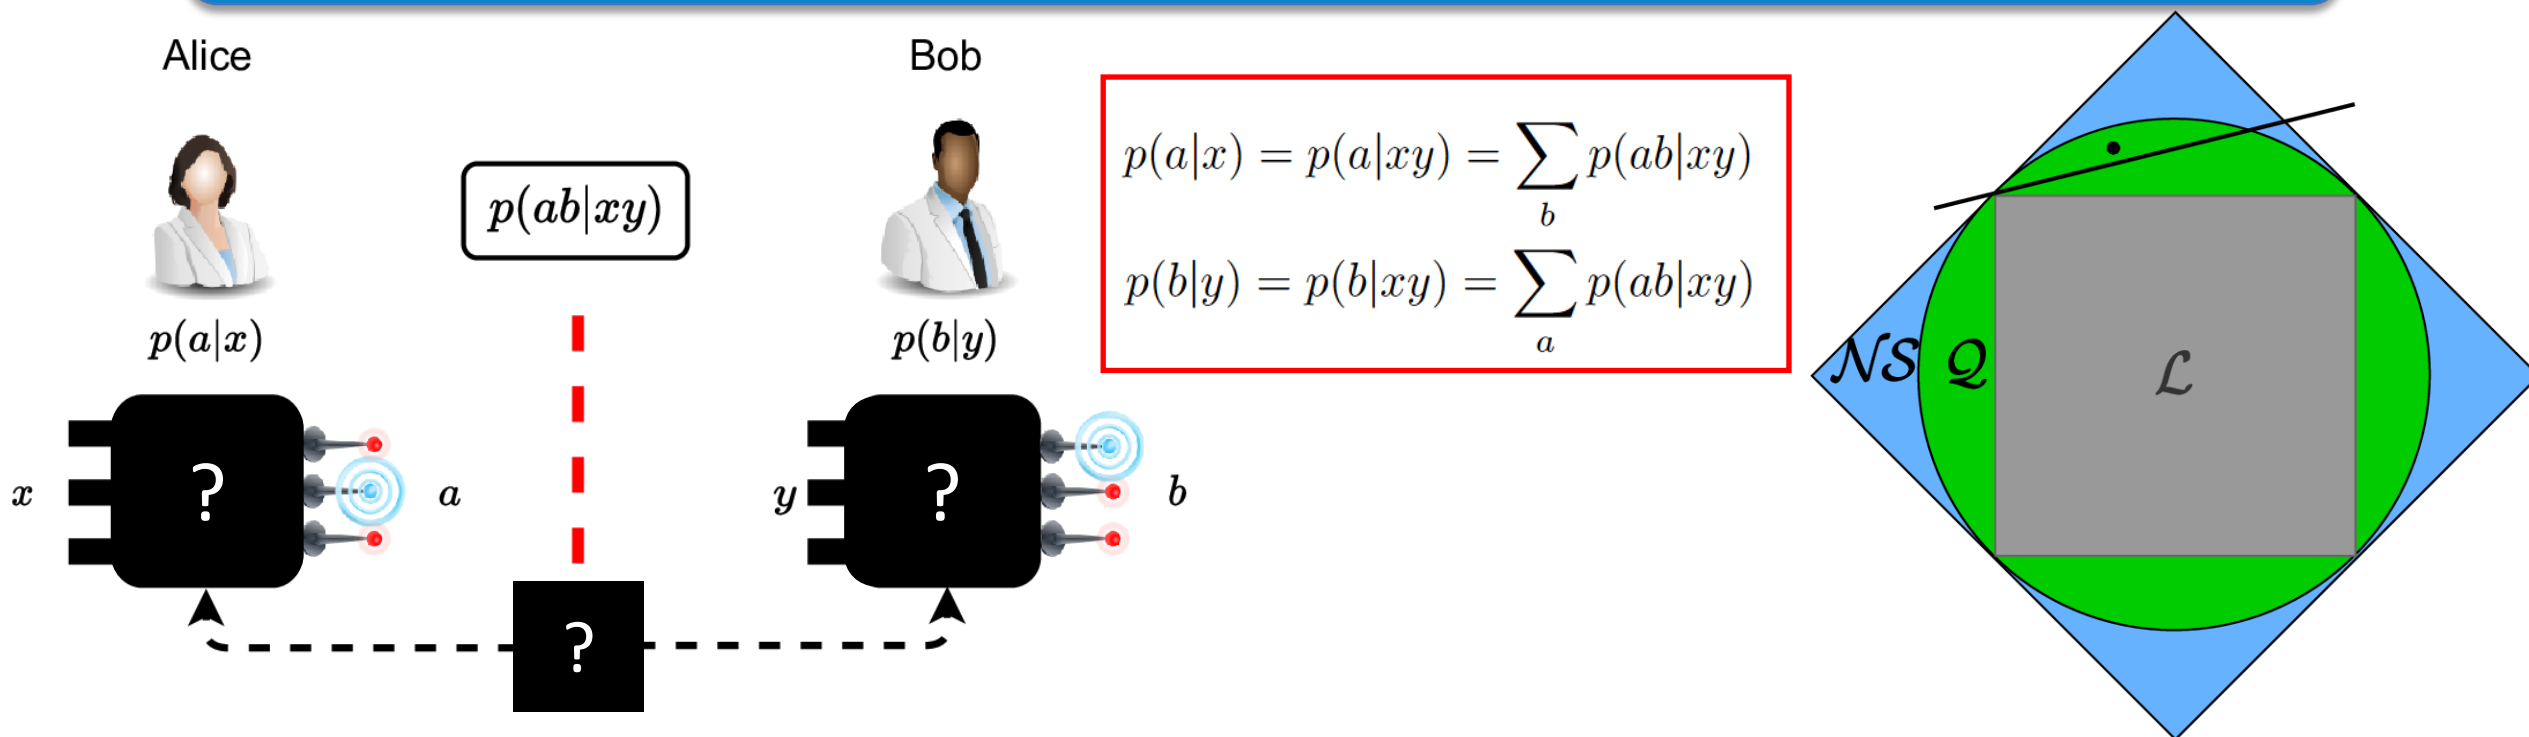 Alice
Bob
p(ab|xy)
p(a|x) = p(a|xy) = ∑_b p(ab|xy)
p(b|y) = p(b|xy) = ∑_a p(ab|xy)
p(a|x)
p(b|y)
x
?
a
y
?
b
?
𝒩𝒮
𝒬
ℒ